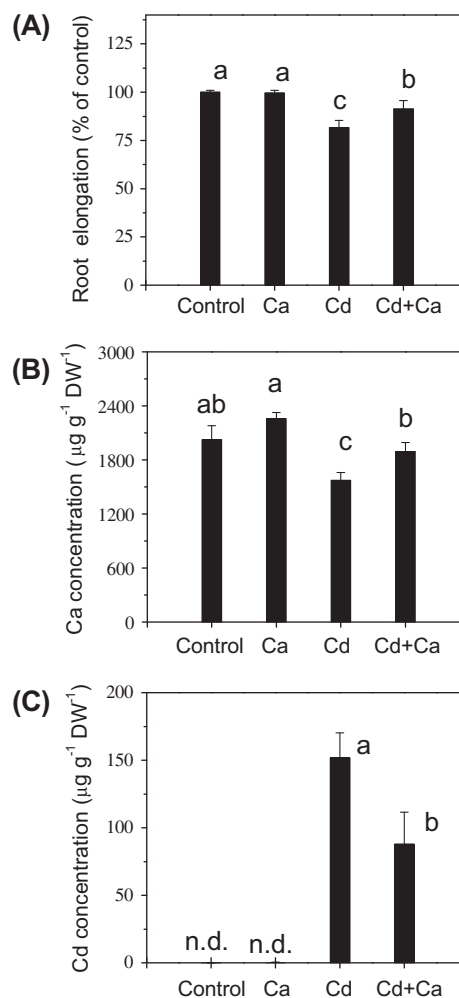 (A)
Root elongation (% of control)
125
100
75
50
25
0
a
a
c
b
Control Ca Cd Cd+Ca
(B)
Ca concentration (μg g⁻¹ DW⁻¹)
3000
2400
1800
1200
600
0
ab
a
c
b
Control Ca Cd Cd+Ca
(C)
Cd concentration (μg g⁻¹ DW⁻¹)
200
150
100
50
0
n.d.
n.d.
a
b
Control Ca Cd Cd+Ca